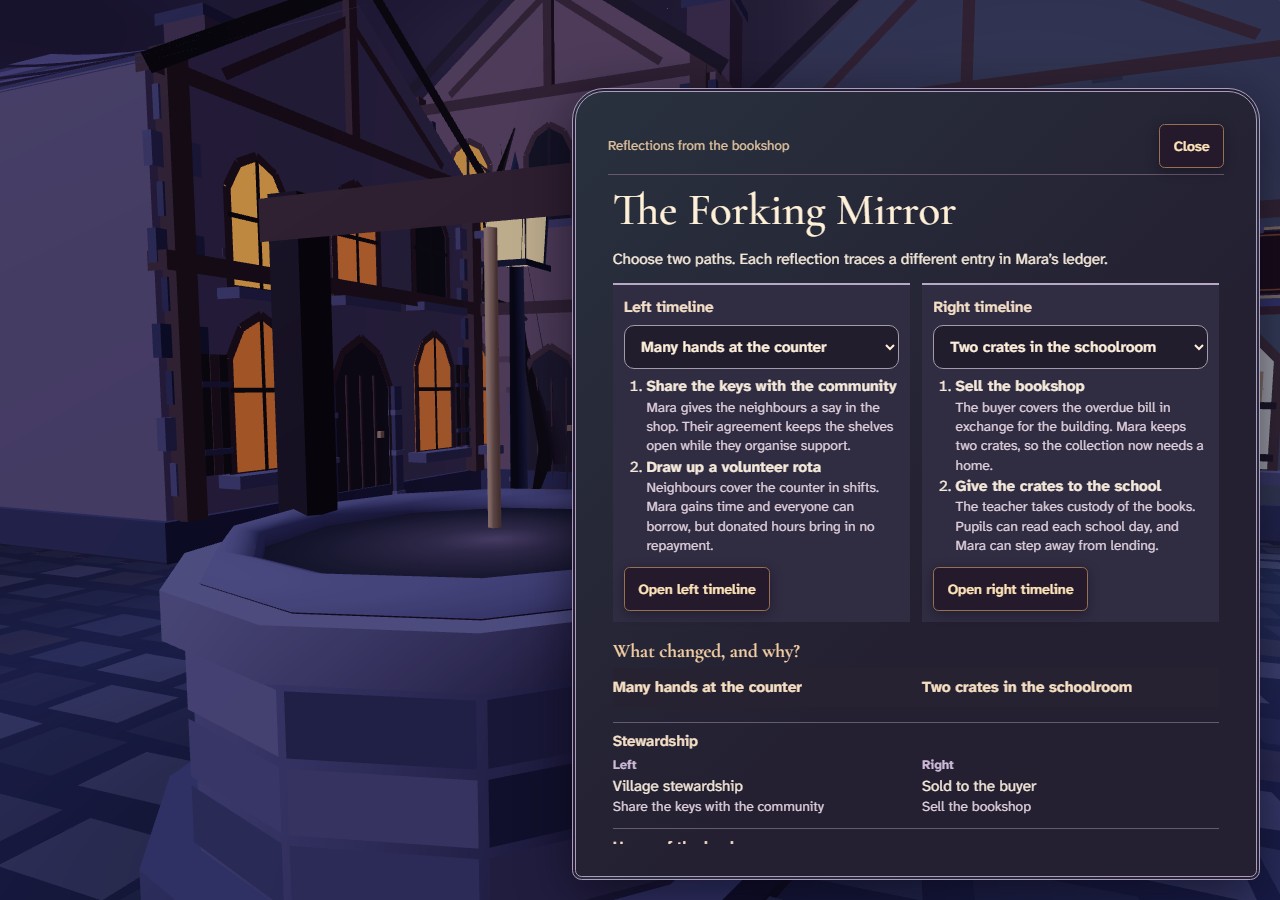 Reflections from the bookshop
Close
The Forking Mirror
Choose two paths. Each reflection traces a different entry in Mara's ledger.
Left timeline
Many hands at the counter
1. Share the keys with the community
Mara gives the neighbours a say in the
shop. Their agreement keeps the shelves
open while they organise support.
2. Draw up a volunteer rota
Neighbours cover the counter in shifts.
Mara gains time and everyone can
borrow, but donated hours bring in no
repayment.
Open left timeline
Right timeline
Two crates in the schoolroom
1. Sell the bookshop
The buyer covers the overdue bill in
exchange for the building. Mara keeps
two crates, so the collection now needs a
home.
2. Give the crates to the school
The teacher takes custody of the books.
Pupils can read each school day, and
Mara can step away from lending.
Open right timeline
What changed, and why?
Many hands at the counter
Two crates in the schoolroom
Stewardship
Left
Village stewardship
Share the keys with the community
Right
Sold to the buyer
Sell the bookshop